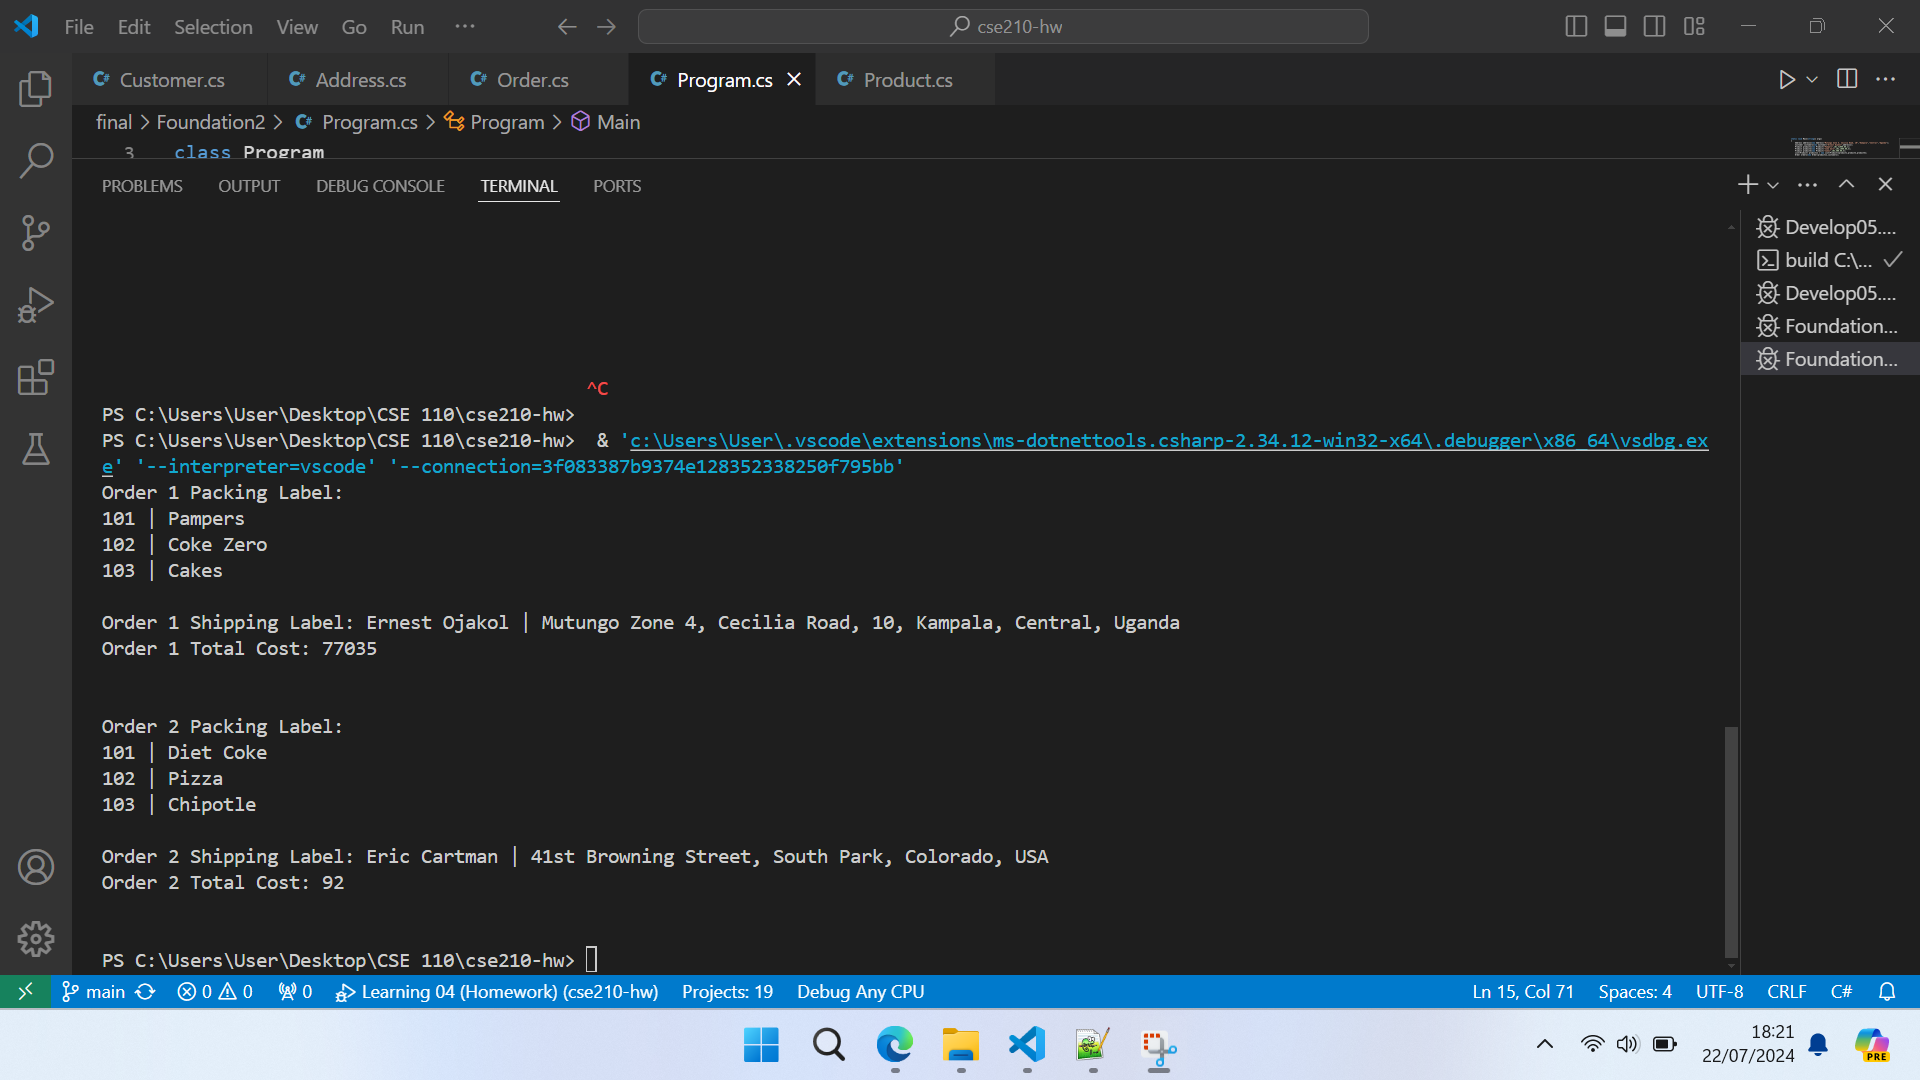 File Edit Selection View Go Run ··· cse210-hw
Customer.cs Address.cs Order.cs Program.cs Product.cs
final > Foundation2 > Program.cs > Program > Main
3 class Program
PROBLEMS OUTPUT DEBUG CONSOLE TERMINAL PORTS
Develop05....
build C:\...
Develop05....
Foundation...
Foundation...
^C
PS C:\Users\User\Desktop\CSE 110\cse210-hw>
PS C:\Users\User\Desktop\CSE 110\cse210-hw>  & 'c:\Users\User\.vscode\extensions\ms-dotnettools.csharp-2.34.12-win32-x64\.debugger\x86_64\vsdbg.ex
e' '--interpreter=vscode' '--connection=3f083387b9374e128352338250f795bb'
Order 1 Packing Label:
101 | Pampers
102 | Coke Zero
103 | Cakes
Order 1 Shipping Label: Ernest Ojakol | Mutungo Zone 4, Cecilia Road, 10, Kampala, Central, Uganda
Order 1 Total Cost: 77035
Order 2 Packing Label:
101 | Diet Coke
102 | Pizza
103 | Chipotle
Order 2 Shipping Label: Eric Cartman | 41st Browning Street, South Park, Colorado, USA
Order 2 Total Cost: 92
PS C:\Users\User\Desktop\CSE 110\cse210-hw>
main 0 0 0 Learning 04 (Homework) (cse210-hw) Projects: 19 Debug Any CPU Ln 15, Col 71 Spaces: 4 UTF-8 CRLF C#
18:21
22/07/2024
PRE